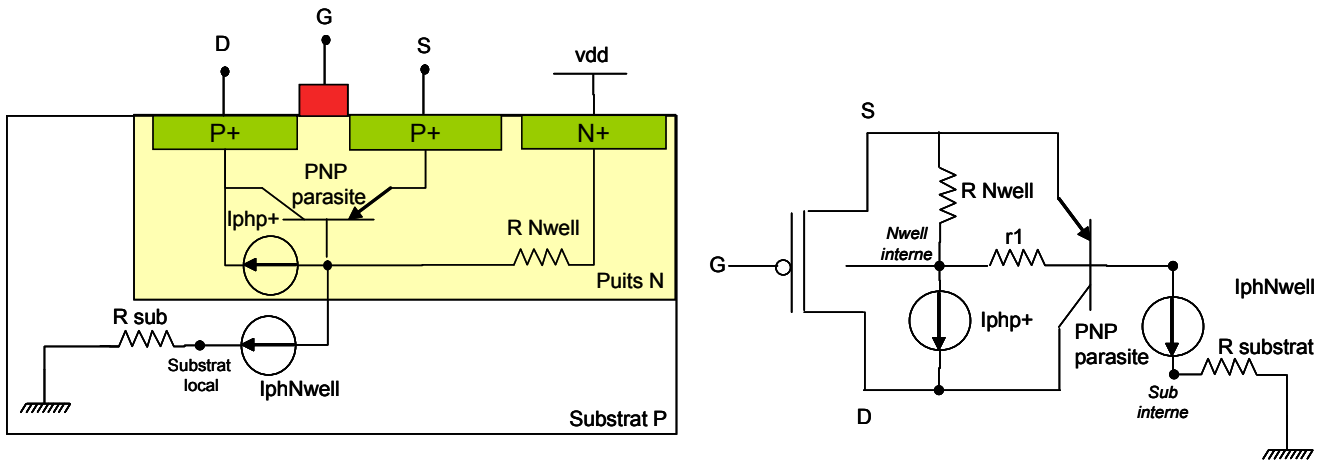 G
D
S
vdd
P+
P+
N+
PNP
parasite
Iphp+
R Nwell
Puits N
R sub
Substrat
local
IphNwell
Substrat P
S
R Nwell
Nwell
interne
r1
G
IphNwell
Iphp+
PNP
parasite
R substrat
Sub
interne
D